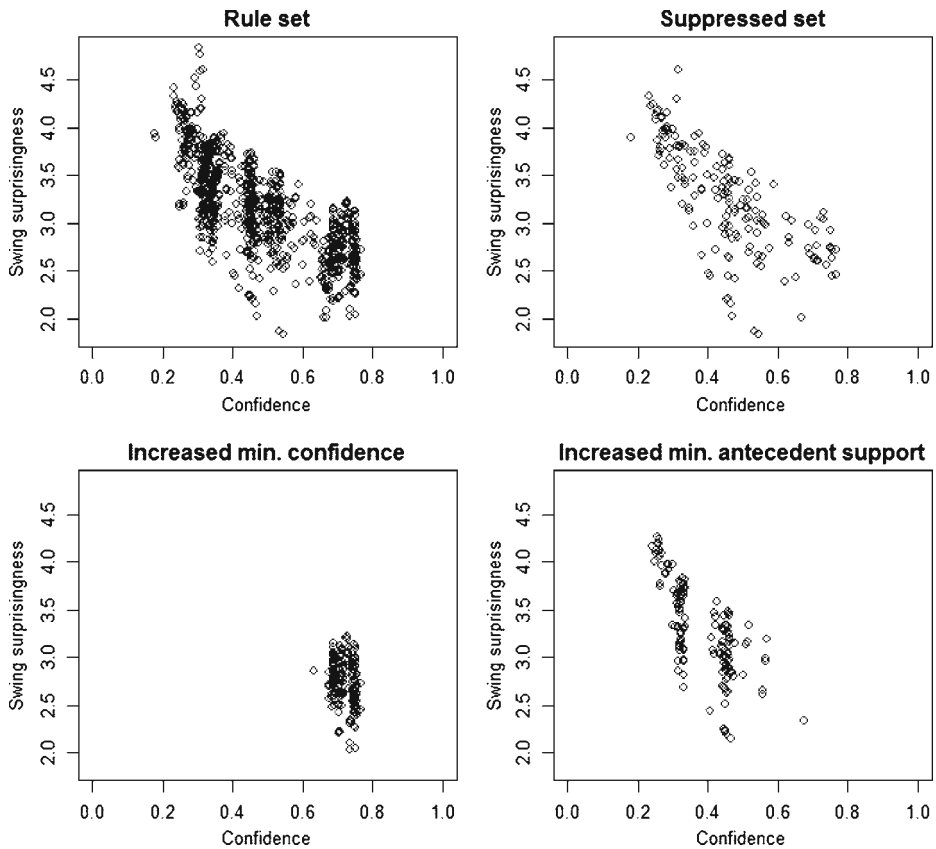 Rule set
Swing surprisingness
4.5
4.0
3.5
3.0
2.5
2.0
0.0 0.2 0.4 0.6 0.8 1.0
Confidence
Suppressed set
Swing surprisingness
4.5
4.0
3.5
3.0
2.5
2.0
0.0 0.2 0.4 0.6 0.8 1.0
Confidence
Increased min. confidence
Swing surprisingness
4.5
4.0
3.5
3.0
2.5
2.0
0.0 0.2 0.4 0.6 0.8 1.0
Confidence
Increased min. antecedent support
Swing surprisingness
4.5
4.0
3.5
3.0
2.5
2.0
0.0 0.2 0.4 0.6 0.8 1.0
Confidence